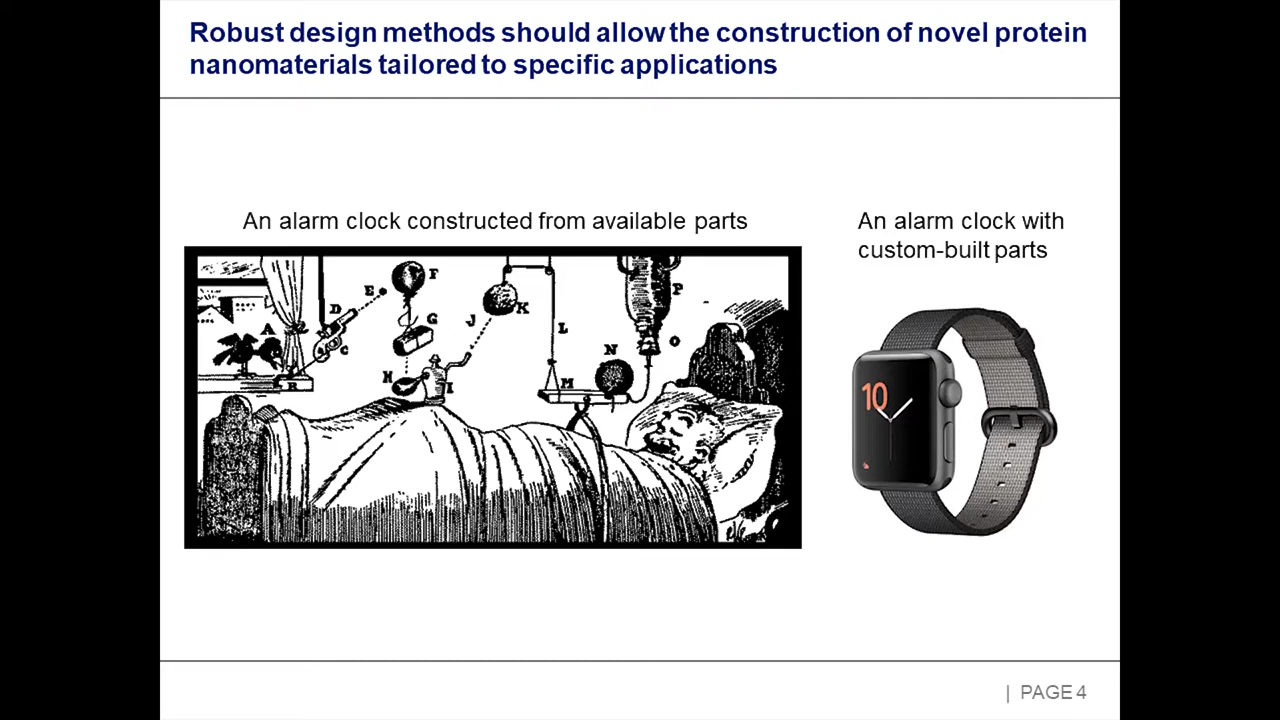 Robust design methods should allow the construction of novel protein
nanomaterials tailored to specific applications
An alarm clock constructed from available parts
An alarm clock with
custom-built parts
A
B
C
D
E
F
G
H
I
J
K
L
M
N
O
P
10
| PAGE 4